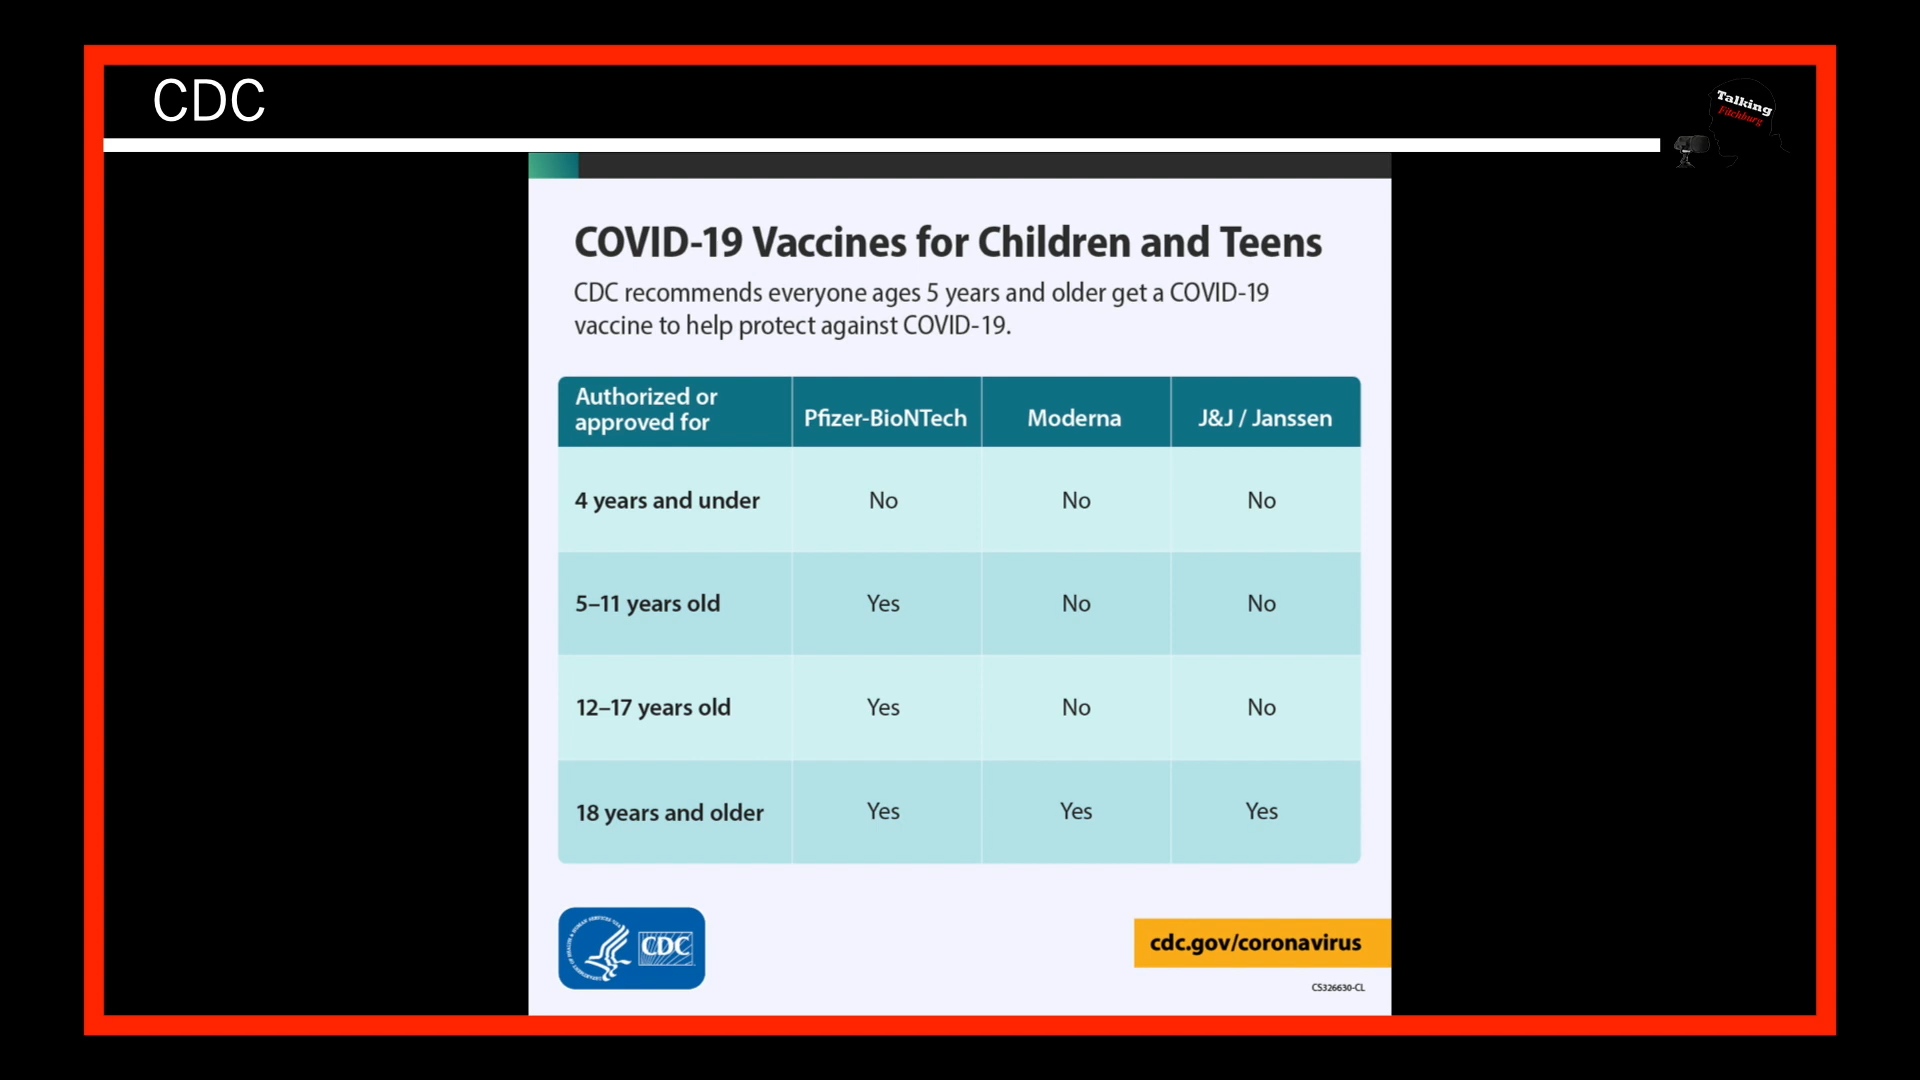 CDC
Talking
Fitchburg
COVID-19 Vaccines for Children and Teens
CDC recommends everyone ages 5 years and older get a COVID-19
vaccine to help protect against COVID-19.
Authorized or
approved for
Pfizer-BioNTech
Moderna
J&J / Janssen
4 years and under No No No
5–11 years old Yes No No
12–17 years old Yes No No
18 years and older Yes Yes Yes
CDC
cdc.gov/coronavirus
CS326630-CL